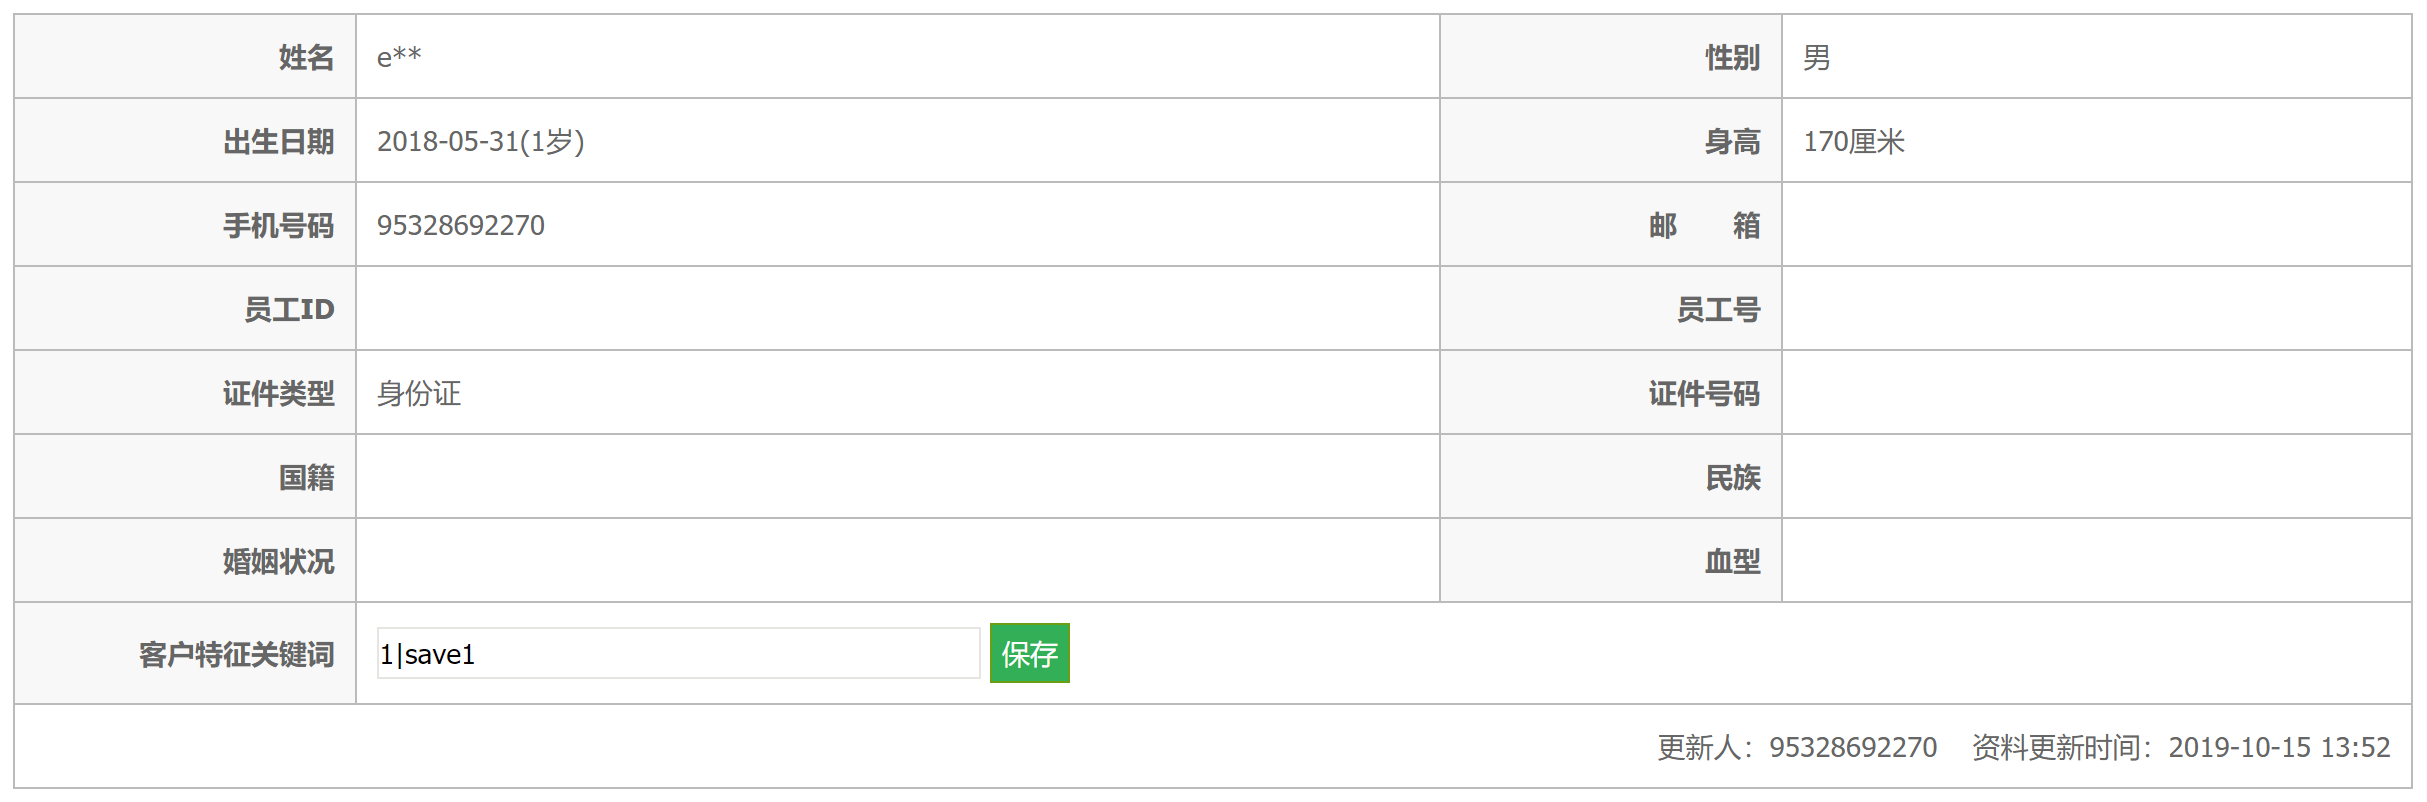 姓名 e** 性别 男
出生日期 2018-05-31(1岁) 身高 170厘米
手机号码 95328692270 邮 箱
员工ID 员工号
证件类型 身份证 证件号码
国籍 民族
婚姻状况 血型
客户特征关键词 1|save1 保存
更新人：95328692270 资料更新时间：2019-10-15 13:52